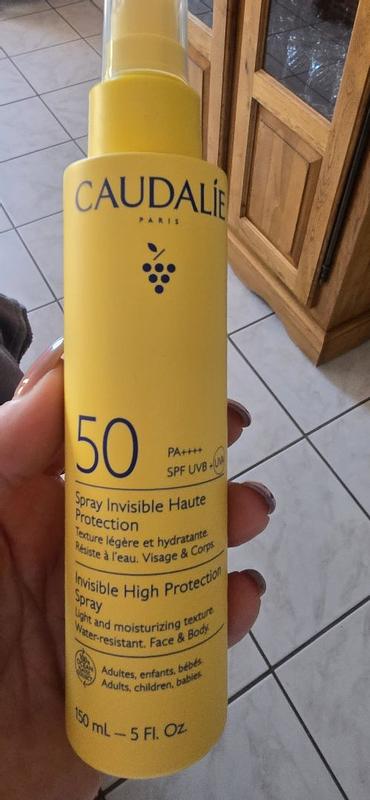 CAUDALÍE
PARIS
50
PA++++
SPF UVB + UVA
Spray Invisible Haute
Protection
Texture légère et hydratante.
Résiste à l'eau. Visage & Corps.
Invisible High Protection
Spray
Light and moisturizing texture.
Water-resistant. Face & Body.
Adultes, enfants, bébés.
Adults, children, babies.
150 mL – 5 Fl. Oz.